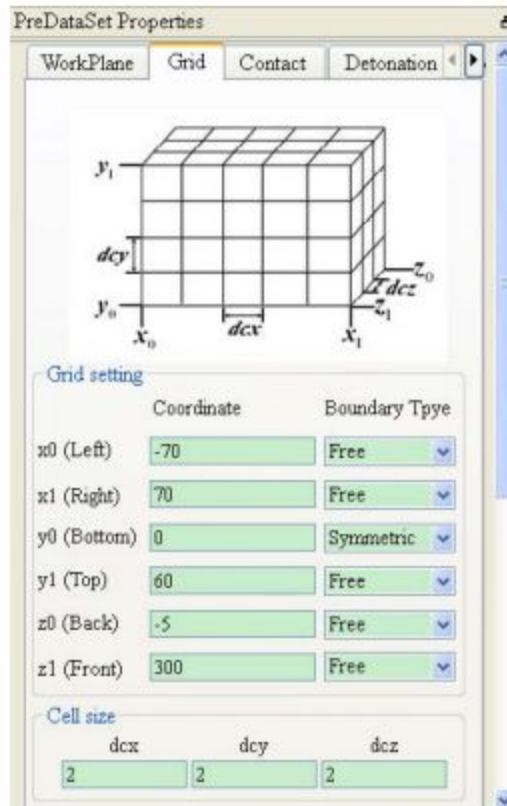 PreDataSet Properties
WorkPlane Grid Contact Detonation
y1
dcy
y0
x0
dcx
x1
z0
dcz
z1
Grid setting
Coordinate Boundary Tpye
x0 (Left) -70 Free
x1 (Right) 70 Free
y0 (Bottom) 0 Symmetric
y1 (Top) 60 Free
z0 (Back) -5 Free
z1 (Front) 300 Free
Cell size
dcx dcy dcz
2 2 2